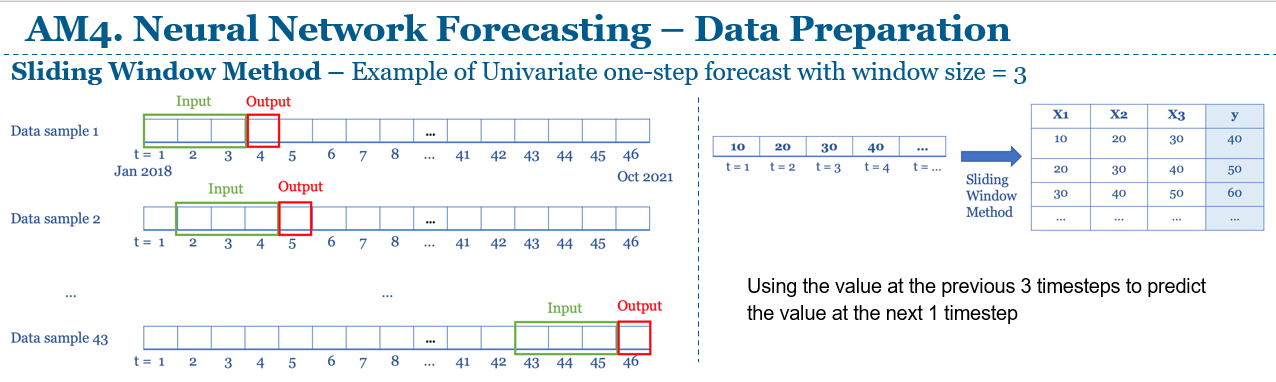 AM4. Neural Network Forecasting – Data Preparation
Sliding Window Method – Example of Univariate one-step forecast with window size = 3
Input Output
Data sample 1 ...
t = 1 2 3 4 5 6 7 8 ... 41 42 43 44 45 46
Jan 2018 Oct 2021
Input Output
Data sample 2 ...
t = 1 2 3 4 5 6 7 8 ... 41 42 43 44 45 46
... ...
Input Output
Data sample 43 ...
t = 1 2 3 4 5 6 7 8 ... 41 42 43 44 45 46
10 20 30 40 ...
t = 1 t = 2 t = 3 t = 4 t = ...
Sliding
Window
Method
X1 X2 X3 y
10 20 30 40
20 30 40 50
30 40 50 60
... ... ... ...
Using the value at the previous 3 timesteps to predict
the value at the next 1 timestep